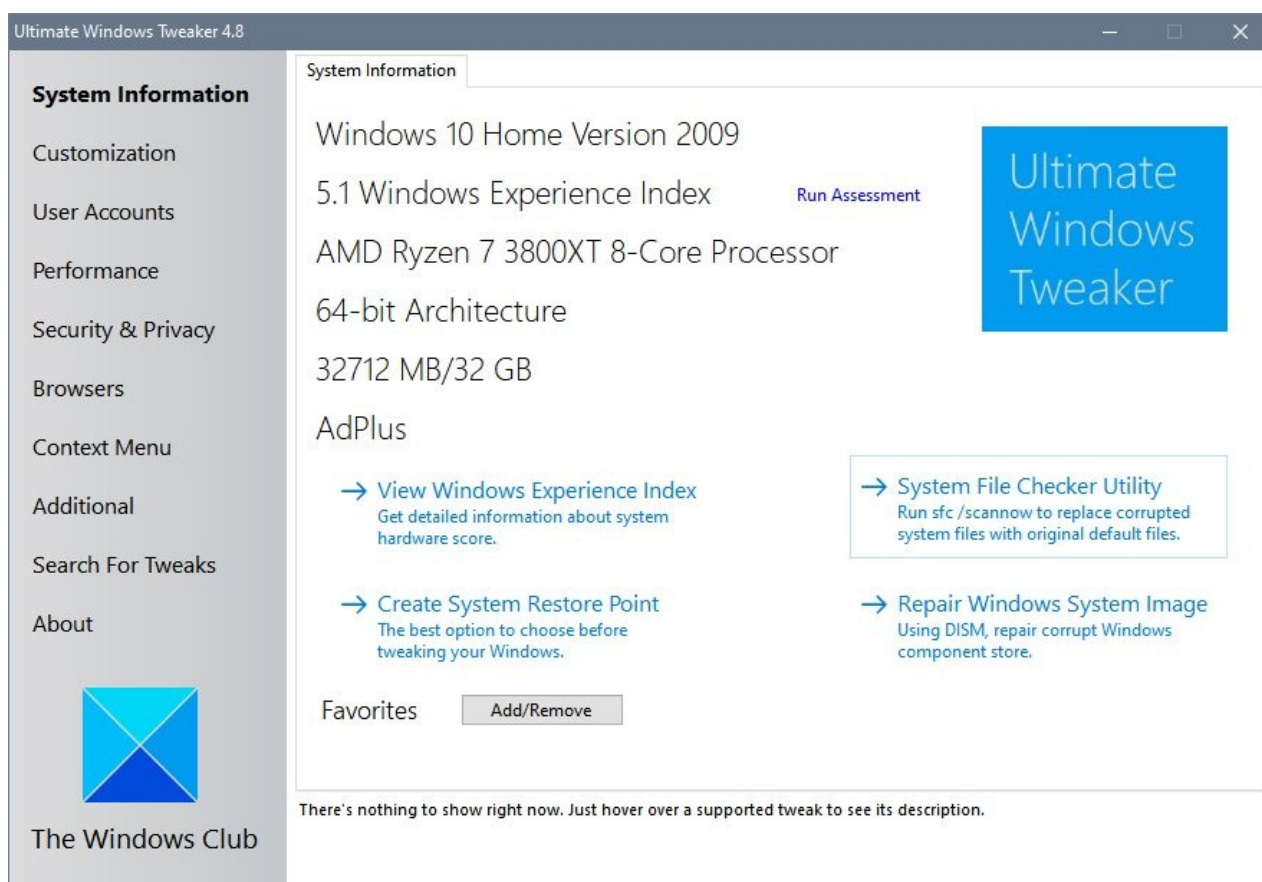 Ultimate Windows Tweaker 4.8
System Information
Customization
User Accounts
Performance
Security & Privacy
Browsers
Context Menu
Additional
Search For Tweaks
About
The Windows Club
System Information
Windows 10 Home Version 2009
5.1 Windows Experience Index
Run Assessment
AMD Ryzen 7 3800XT 8-Core Processor
64-bit Architecture
32712 MB/32 GB
AdPlus
Ultimate
Windows
Tweaker
→ View Windows Experience Index
Get detailed information about system
hardware score.
→ System File Checker Utility
Run sfc /scannow to replace corrupted
system files with original default files.
→ Create System Restore Point
The best option to choose before
tweaking your Windows.
→ Repair Windows System Image
Using DISM, repair corrupt Windows
component store.
Favorites
Add/Remove
There's nothing to show right now. Just hover over a supported tweak to see its description.